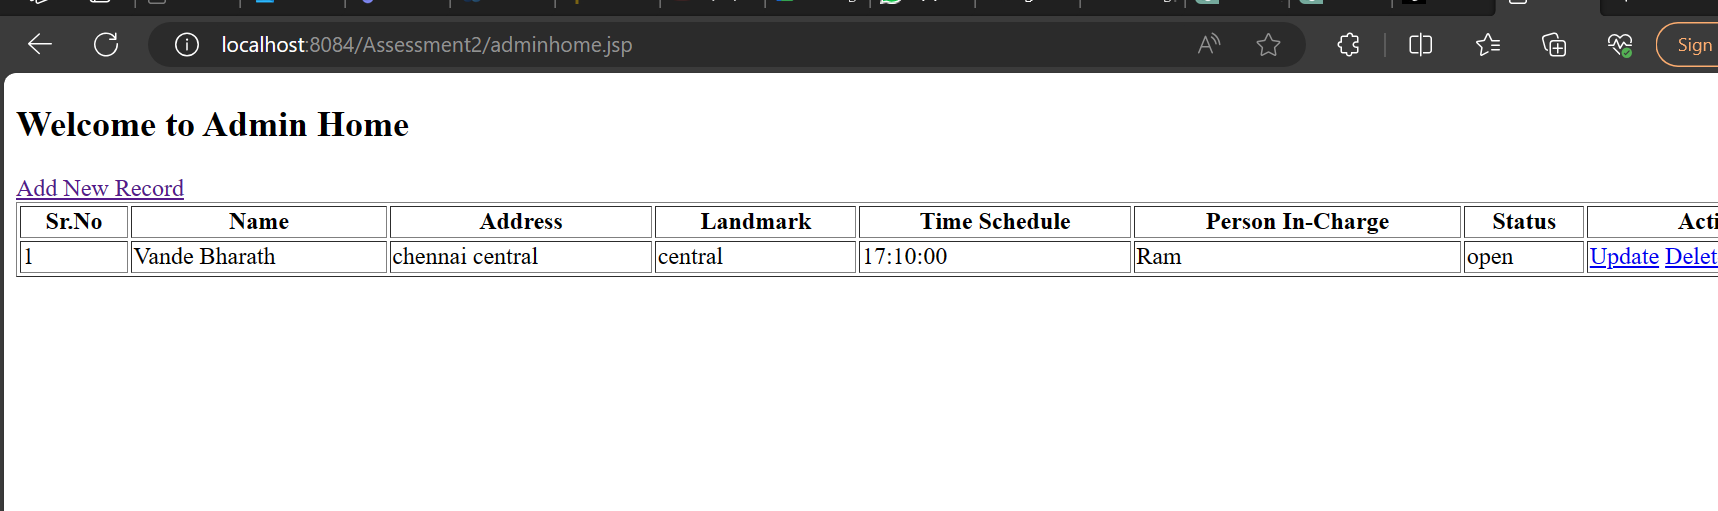 localhost:8084/Assessment2/adminhome.jsp
Sign
Welcome to Admin Home
Add New Record
Sr.No Name Address Landmark Time Schedule Person In-Charge Status Acti
1 Vande Bharath chennai central central 17:10:00 Ram open Update Delet